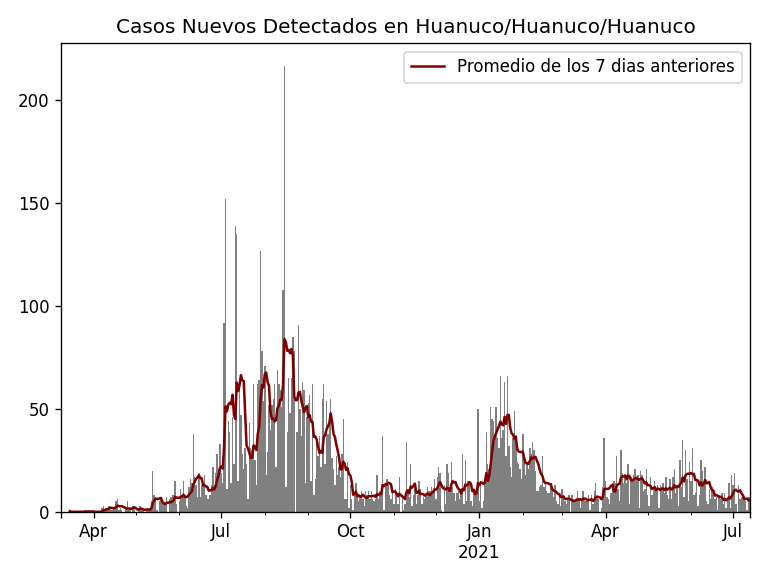 Casos Nuevos Detectados en Huanuco/Huanuco/Huanuco
Promedio de los 7 dias anteriores
200
150
100
50
0
Apr Jul Oct Jan Apr Jul
2021